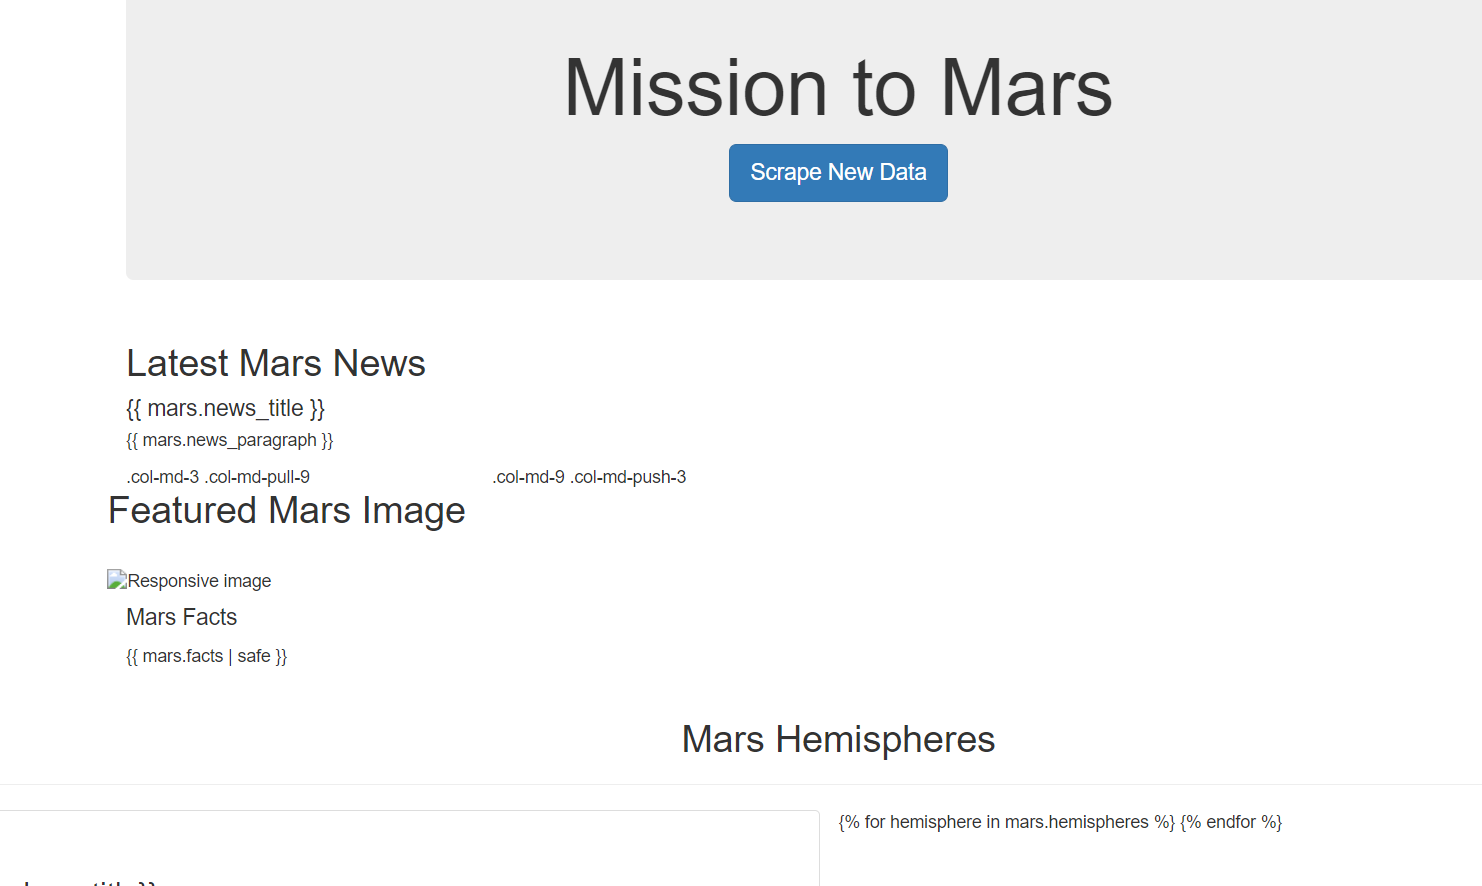 Mission to Mars
Scrape New Data
Latest Mars News
{{ mars.news_title }}
{{ mars.news_paragraph }}
.col-md-3 .col-md-pull-9
.col-md-9 .col-md-push-3
Featured Mars Image
Responsive image
Mars Facts
{{ mars.facts | safe }}
Mars Hemispheres
{% for hemisphere in mars.hemispheres %} {% endfor %}